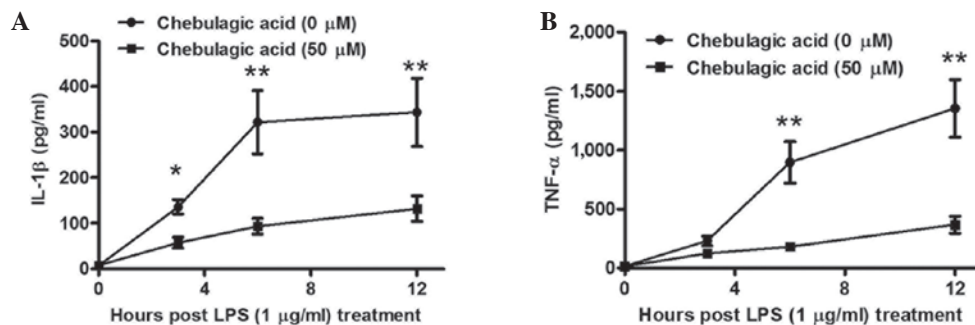 A
Chebulagic acid (0 μM)
Chebulagic acid (50 μM)
500
400
300
200
100
0
IL-1β (pg/ml)
*
**
**
0 4 8 12
Hours post LPS (1 μg/ml) treatment
B
Chebulagic acid (0 μM)
Chebulagic acid (50 μM)
2,000
1,500
1,000
500
0
TNF-α (pg/ml)
**
**
0 4 8 12
Hours post LPS (1 μg/ml) treatment